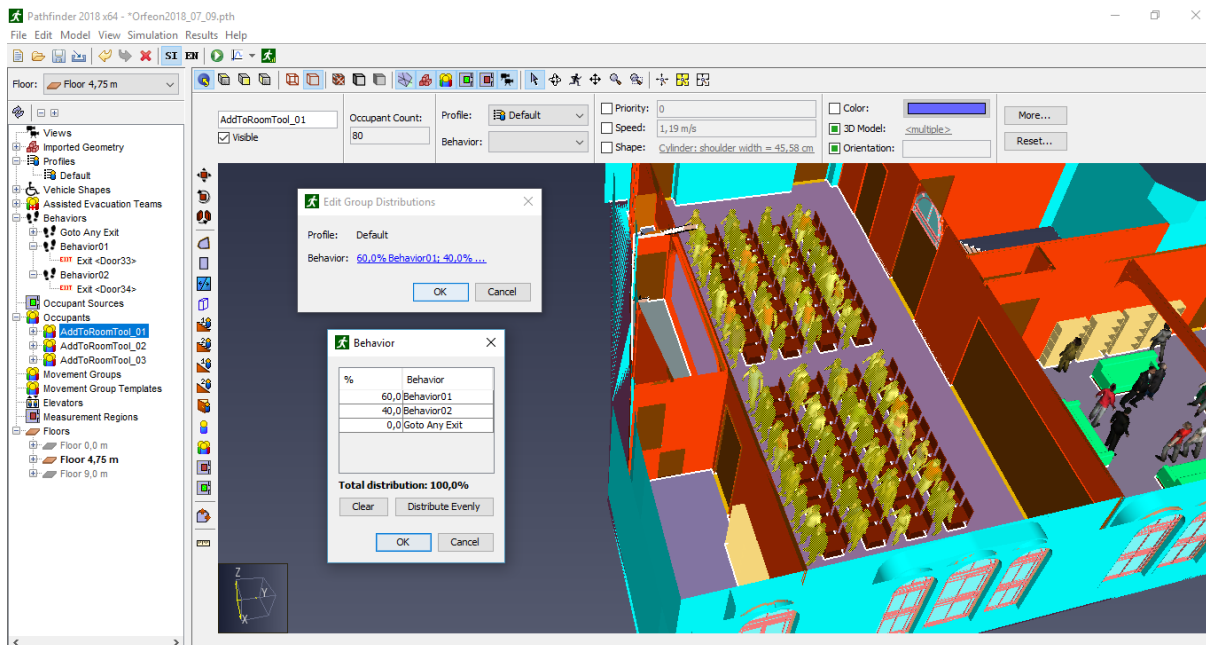 Pathfinder 2018 x64 - *Orfeon2018_07_09.pth
File Edit Model View Simulation Results Help
SI EN
Floor: Floor 4,75 m
AddToRoomTool_01
Visible
Occupant Count:
80
Profile: Default
Behavior:
Priority: 0
Speed: 1,19 m/s
Shape: Cylinder: shoulder width = 45,58 cm
Color:
3D Model: <multiple>
Orientation:
More...
Reset...
Views
Imported Geometry
Profiles
Default
Vehicle Shapes
Assisted Evacuation Teams
Behaviors
Goto Any Exit
Behavior01
EXIT Exit <Door33>
Behavior02
EXIT Exit <Door34>
Occupant Sources
Occupants
AddToRoomTool_01
AddToRoomTool_02
AddToRoomTool_03
Movement Groups
Movement Group Templates
Elevators
Measurement Regions
Floors
Floor 0,0 m
Floor 4,75 m
Floor 9,0 m
Edit Group Distributions
Profile: Default
Behavior: 60,0% Behavior01; 40,0% ...
OK Cancel
Behavior
% Behavior
60,0 Behavior01
40,0 Behavior02
0,0 Goto Any Exit
Total distribution: 100,0%
Clear Distribute Evenly
OK Cancel
Z
Y
X